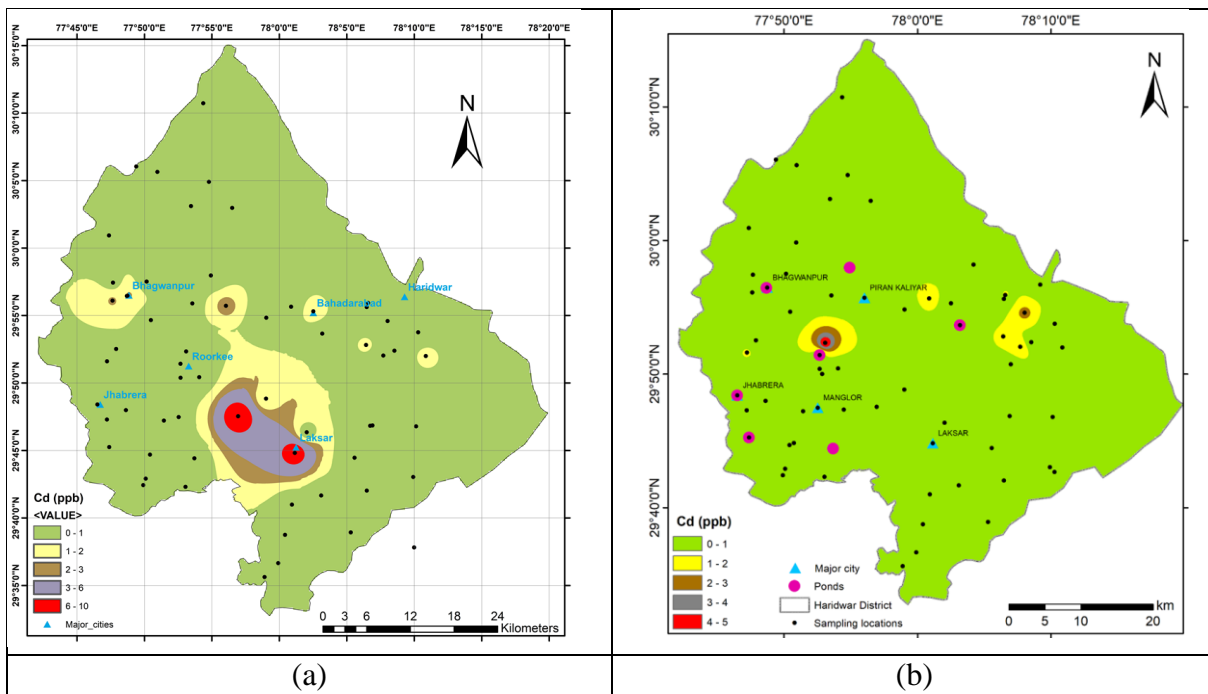 77°45'0"E 77°50'0"E 77°55'0"E 78°0'0"E 78°5'0"E 78°10'0"E 78°15'0"E 78°20'0"E
30°15'0"N
30°10'0"N
30°5'0"N
30°0'0"N
29°55'0"N
29°50'0"N
29°45'0"N
29°40'0"N
29°35'0"N
N
Bhagwanpur
Haridwar
Bahadarabad
Roorkee
Jhabrera
Laksar
Cd (ppb)
<VALUE>
0 - 1
1 - 2
2 - 3
3 - 6
6 - 10
Major_cities
0 3 6 12 18 24
Kilometers
(a)
77°50'0"E 78°0'0"E 78°10'0"E
30°10'0"N
30°0'0"N
29°50'0"N
29°40'0"N
N
BHAGWANPUR
PIRAN KALIYAR
JHABRERA
MANGLOR
LAKSAR
Cd (ppb)
0 - 1
1 - 2
2 - 3
3 - 4
4 - 5
Major city
Ponds
Haridwar District
Sampling locations
km
0 5 10 20
(b)